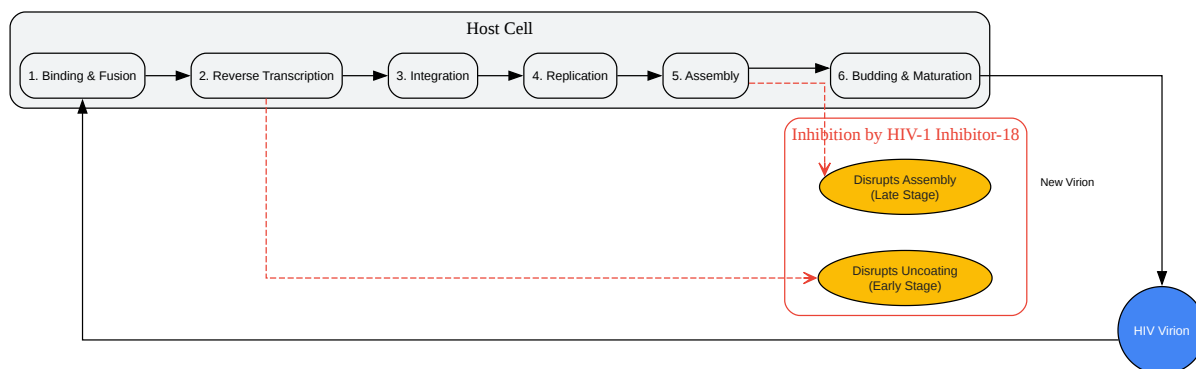 Host Cell
1. Binding & Fusion
2. Reverse Transcription
3. Integration
4. Replication
5. Assembly
6. Budding & Maturation
Inhibition by HIV-1 Inhibitor-18
Disrupts Assembly
(Late Stage)
New Virion
Disrupts Uncoating
(Early Stage)
HIV Virion